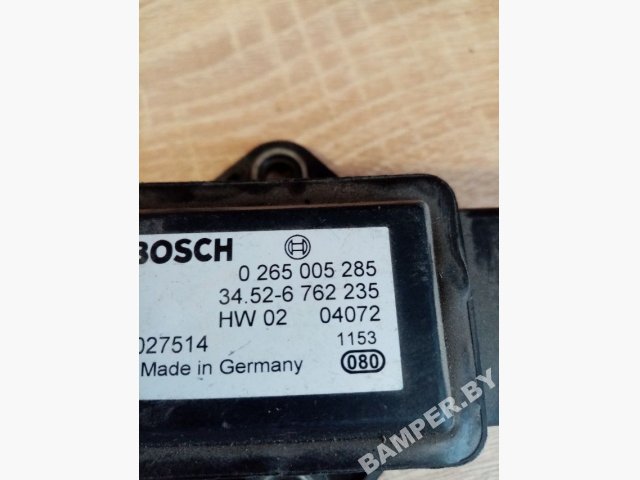 BOSCH
0 265 005 285
34.52-6 762 235
HW 02 04072
027514 1153
Made in Germany 080
BAMPER.BY